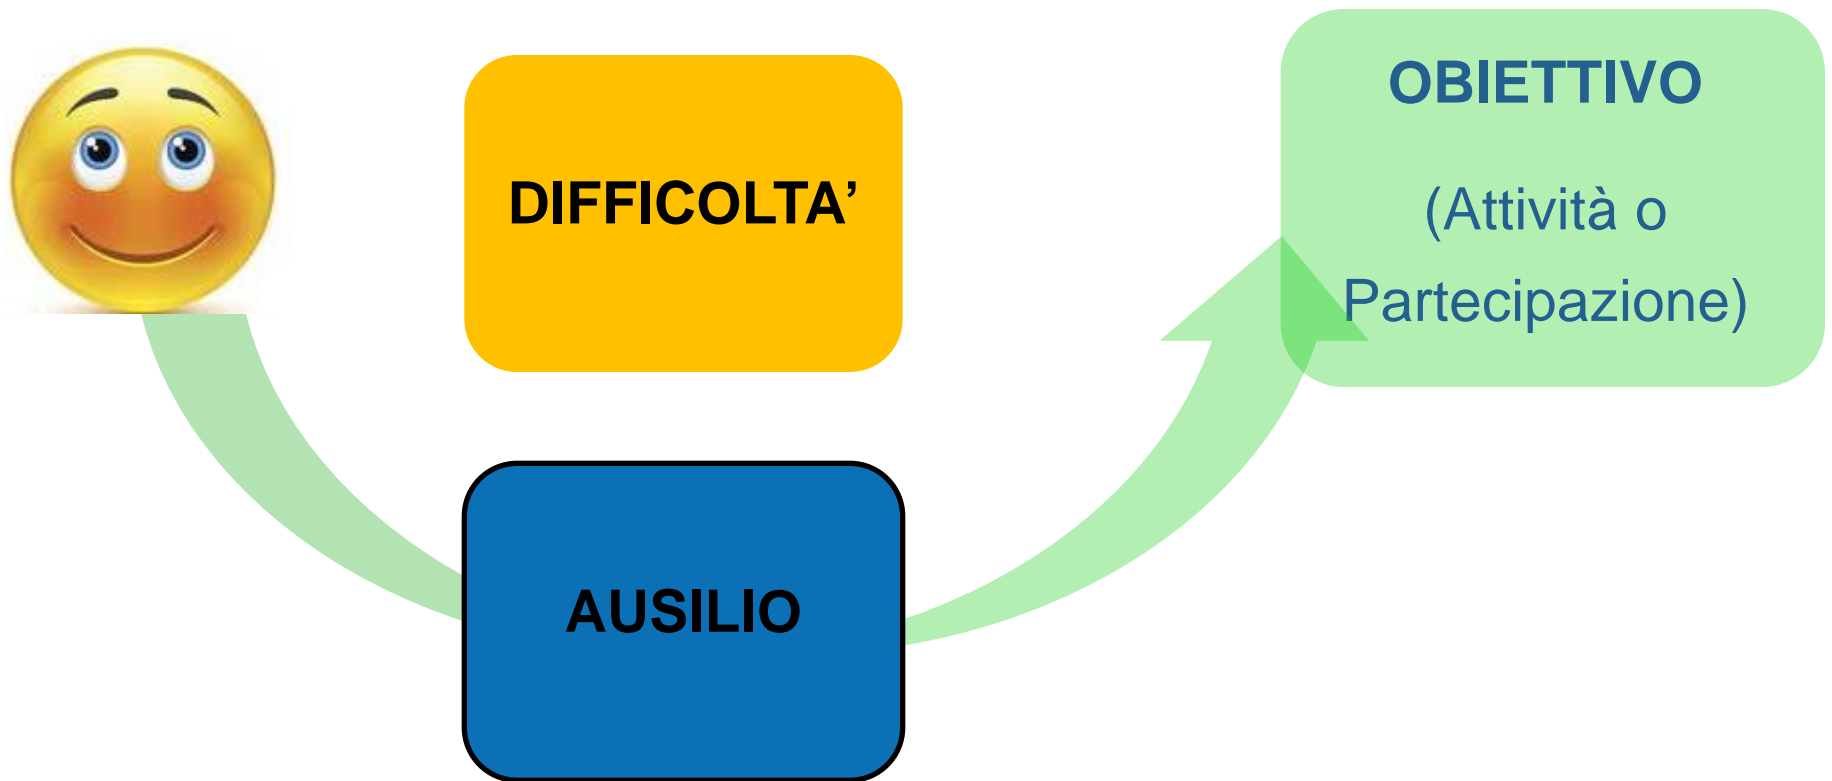 DIFFICOLTA’
OBIETTIVO
(Attività o
Partecipazione)
AUSILIO